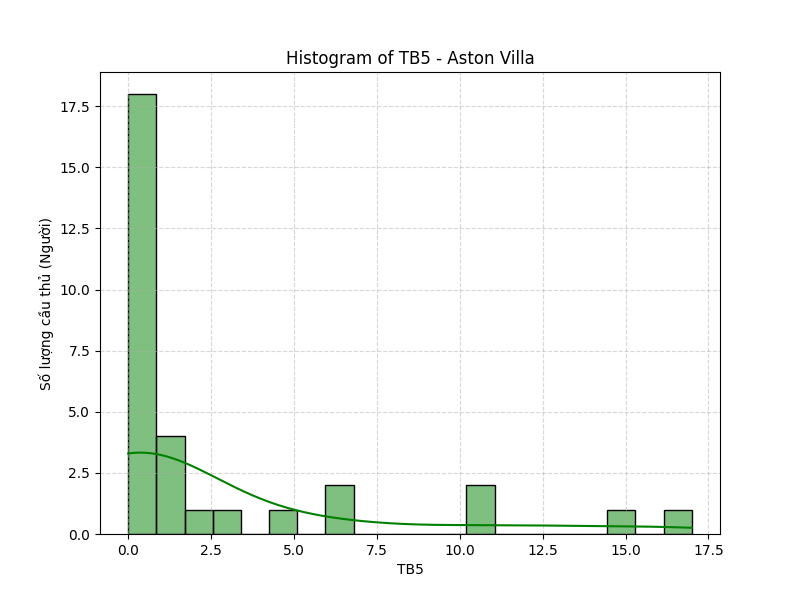 Histogram of TB5 - Aston Villa
Số lượng cầu thủ (Người)
17.5
15.0
12.5
10.0
7.5
5.0
2.5
0.0
0.0 2.5 5.0 7.5 10.0 12.5 15.0 17.5
TB5